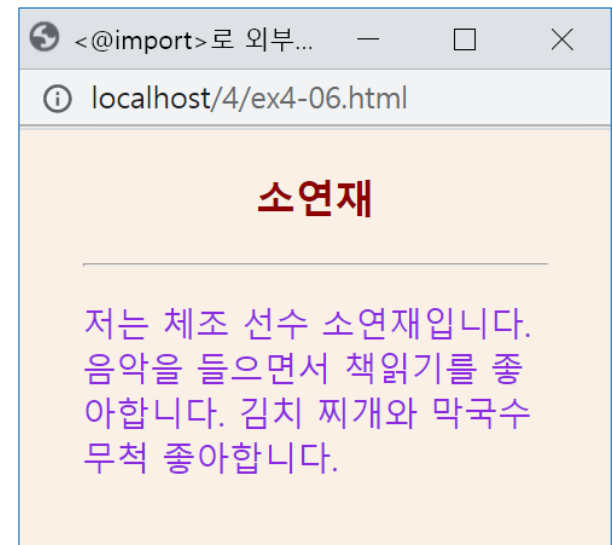 <@import>로 외부...
localhost/4/ex4-06.html
소연재
저는 체조 선수 소연재입니다.
음악을 들으면서 책읽기를 좋
아합니다. 김치 찌개와 막국수
무척 좋아합니다.